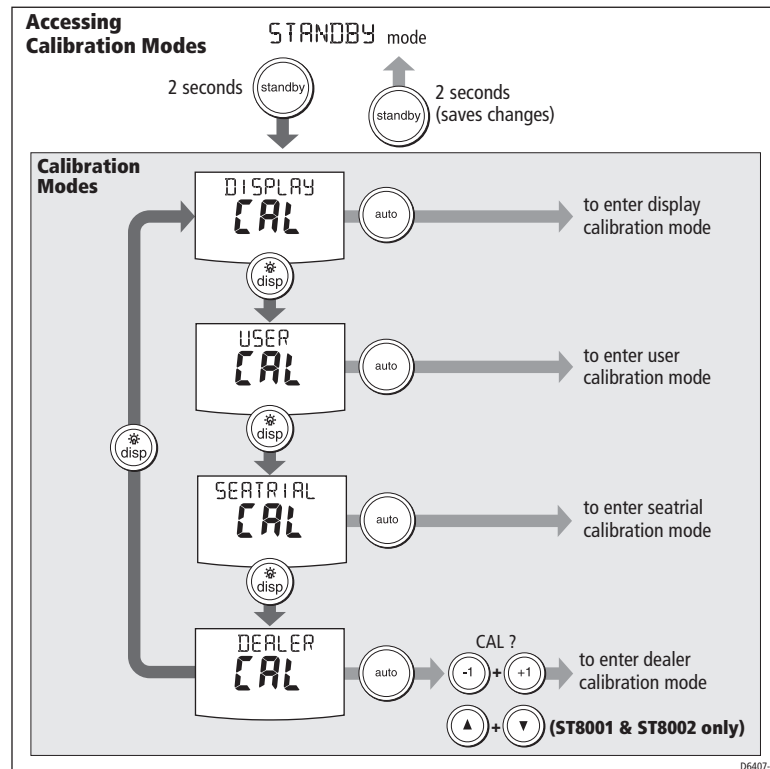 Accessing
Calibration Modes
STANDBY mode
2 seconds
standby
standby
2 seconds
(saves changes)
Calibration
Modes
DISPLAY
CAL
auto
to enter display
calibration mode
disp
USER
CAL
auto
to enter user
calibration mode
disp
disp
SEATRIAL
CAL
auto
to enter seatrial
calibration mode
disp
DEALER
CAL
auto
CAL ?
-1 + +1
to enter dealer
calibration mode
+ (ST8001 & ST8002 only)
D6407-